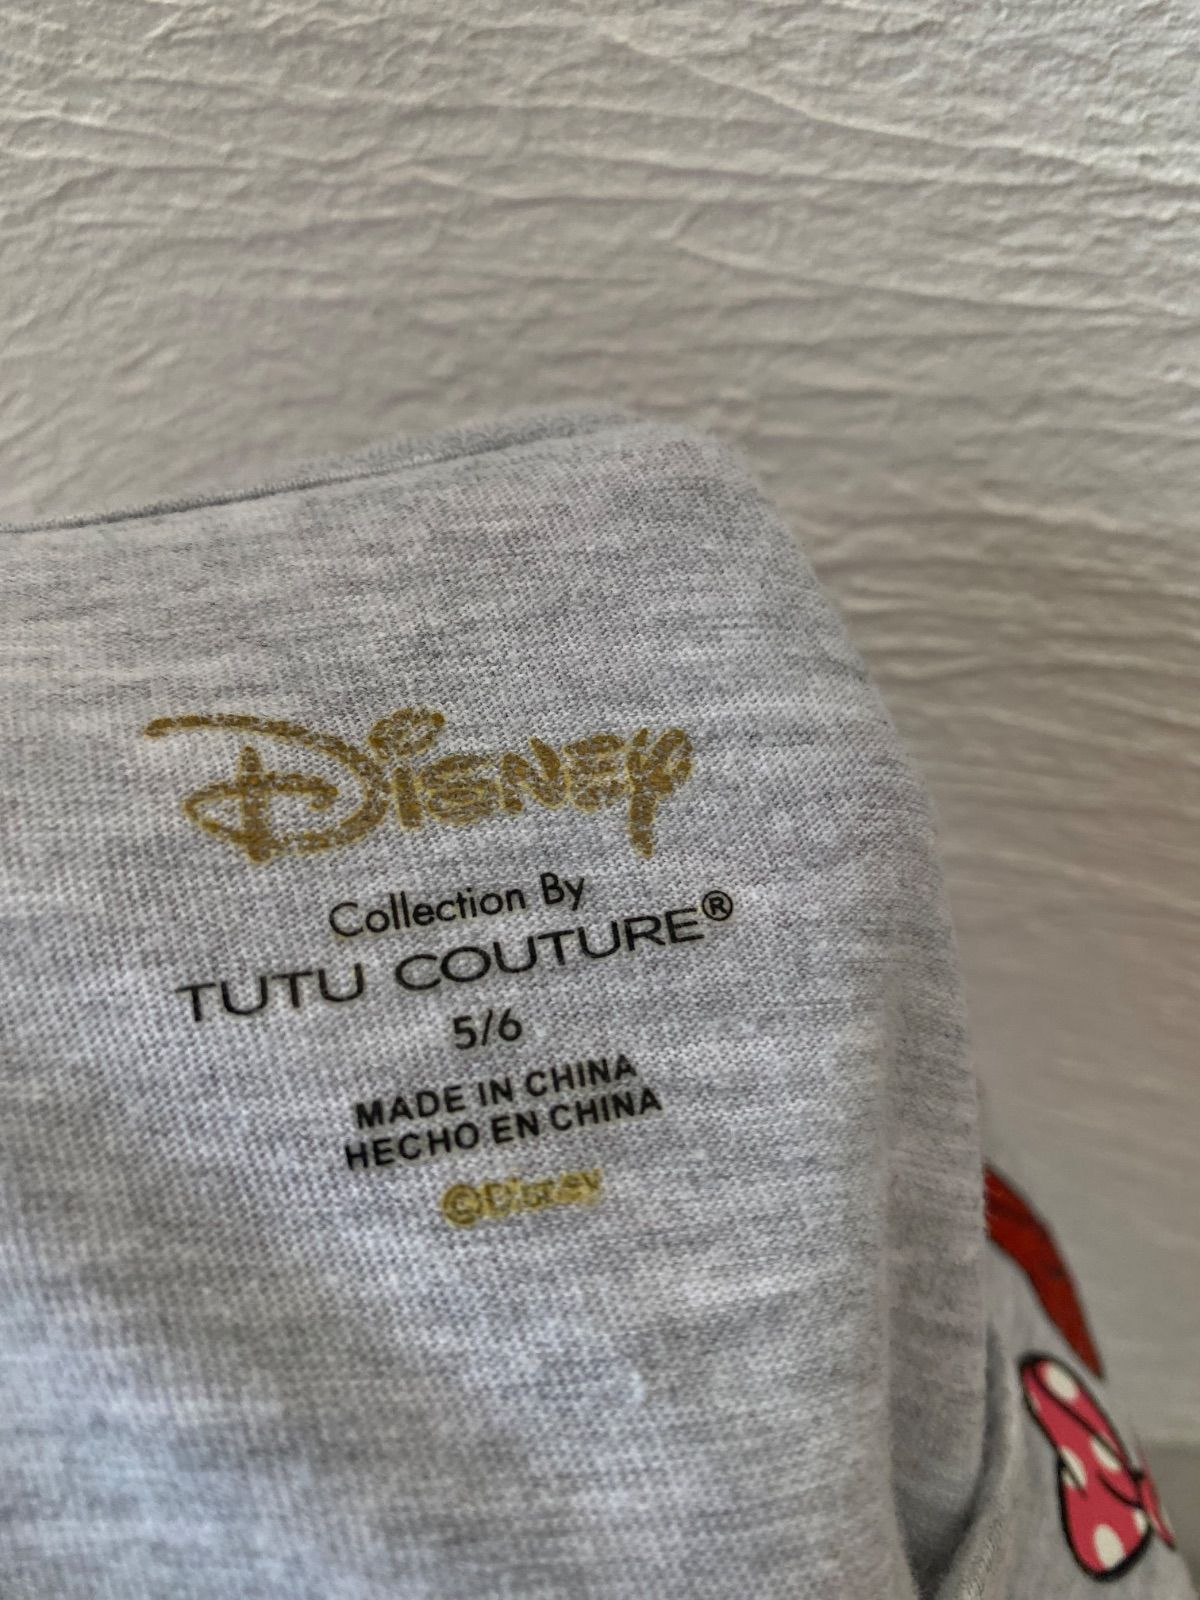 Disney
Collection By
TUTU COUTURE®
5/6
MADE IN CHINA
HECHO EN CHINA
©Disney